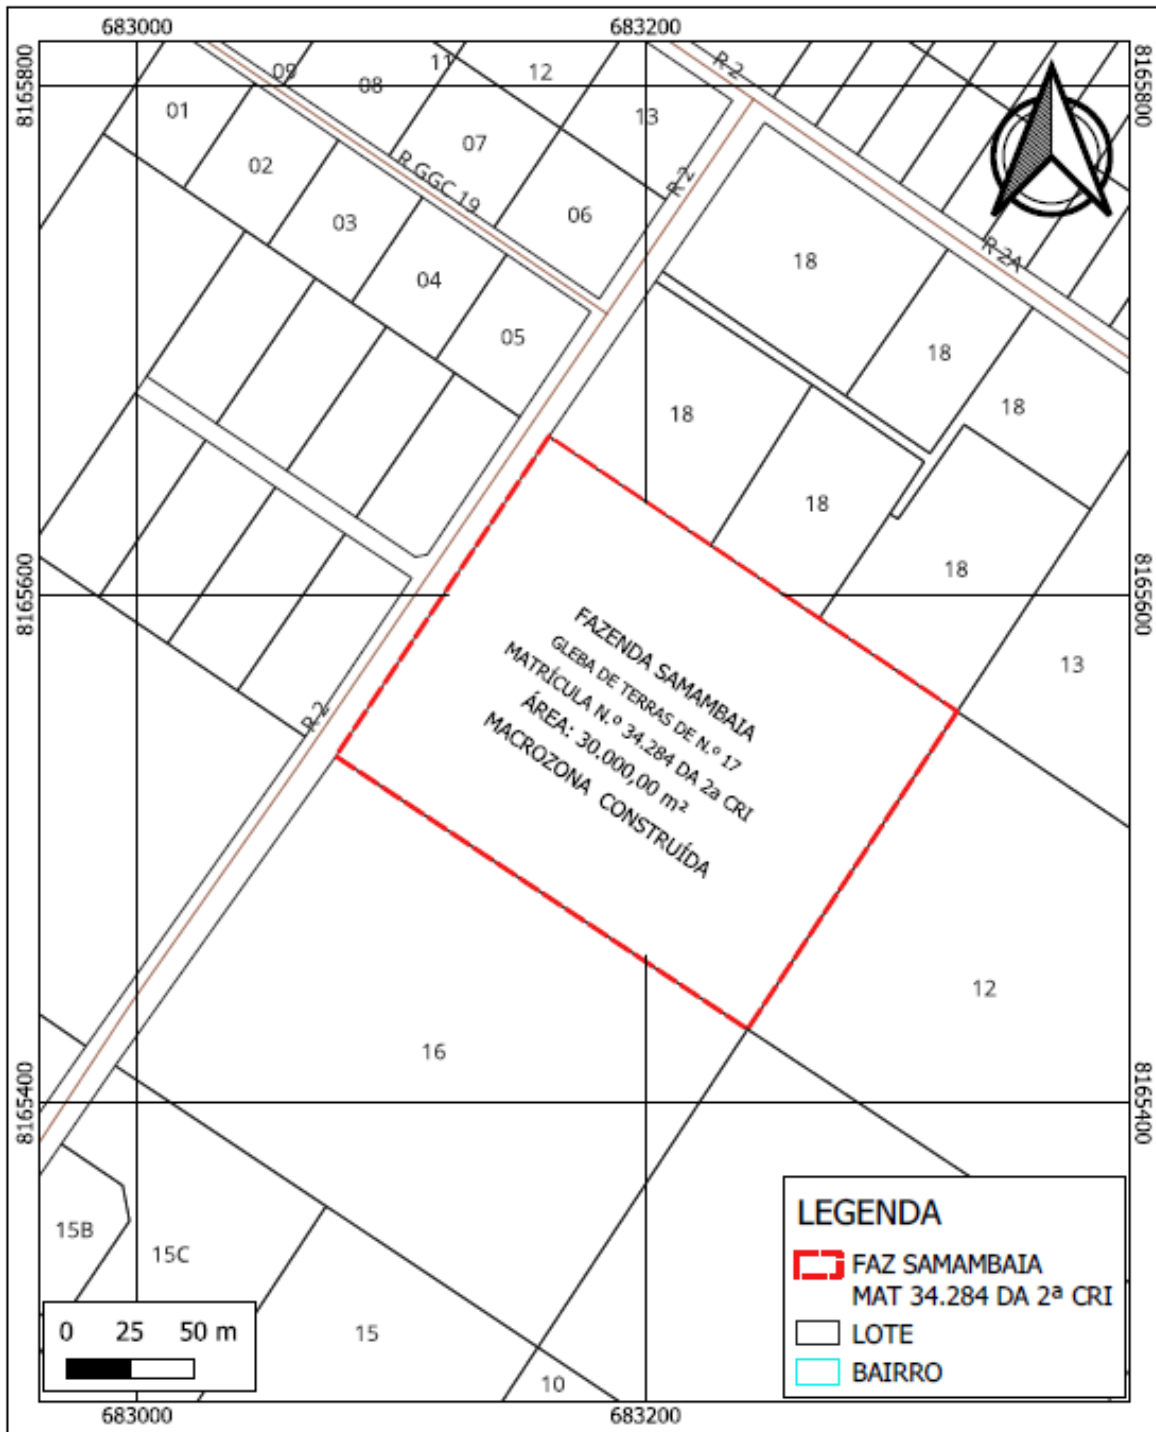 683000
683200
8165800
8165800
09
08
11
12
R 2
01
13
07
02
R GGC 19
R 2
06
03
18
R 2A
04
05
18
18
18
18
18
8165600
8165600
FAZENDA SAMAMBAIA
GLEBA DE TERRAS DE N.º 17
MATRÍCULA N.º 34.284 DA 2a CRI
ÁREA: 30.000,00 m²
MACROZONA CONSTRUÍDA
13
R 2
12
16
8165400
8165400
15B
15C
15
10
0 25 50 m
LEGENDA
FAZ SAMAMBAIA
MAT 34.284 DA 2ª CRI
LOTE
BAIRRO
683000
683200